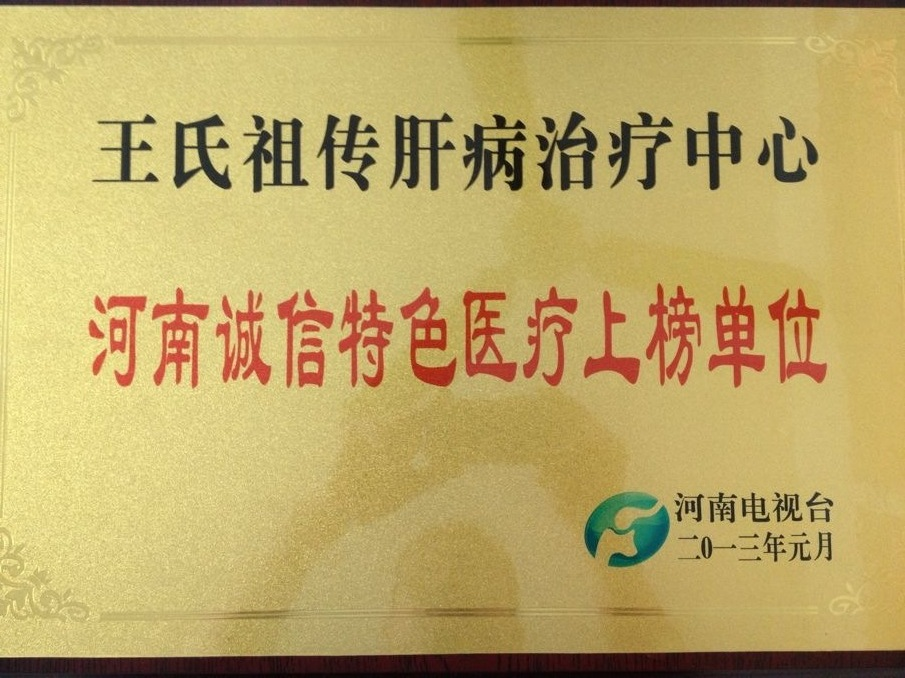 王氏祖传肝病治疗中心
河南诚信特色医疗上榜单位
河南电视台
二0一三年元月